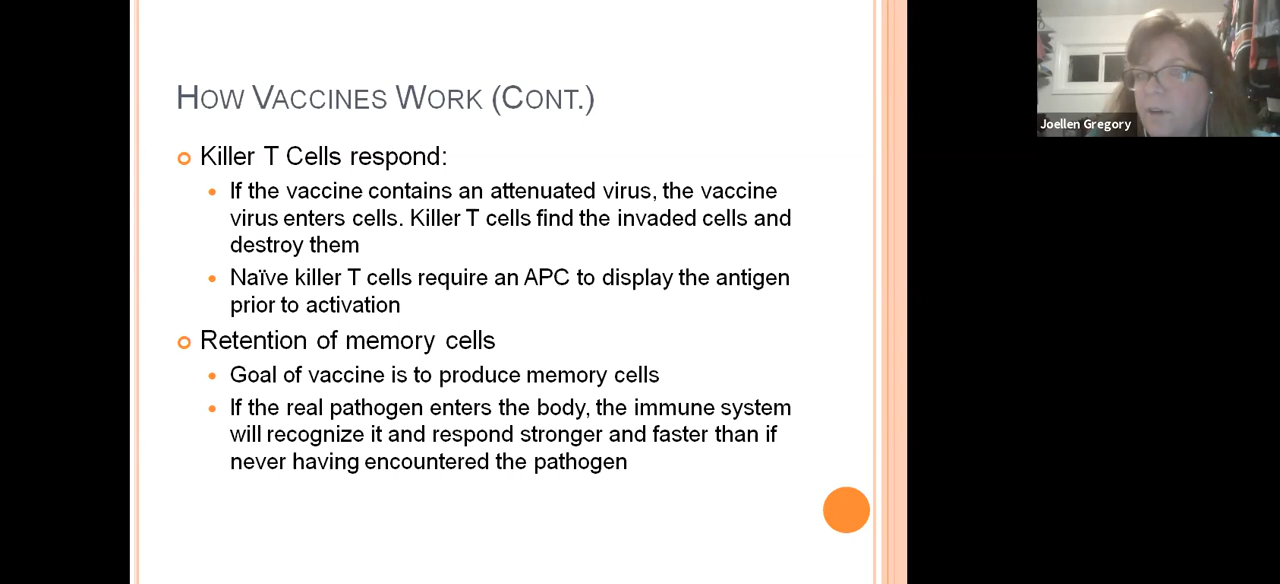 HOW VACCINES WORK (CONT.)
Killer T Cells respond:
If the vaccine contains an attenuated virus, the vaccine
virus enters cells. Killer T cells find the invaded cells and
destroy them
Naïve killer T cells require an APC to display the antigen
prior to activation
Retention of memory cells
Goal of vaccine is to produce memory cells
If the real pathogen enters the body, the immune system
will recognize it and respond stronger and faster than if
never having encountered the pathogen
Joellen Gregory